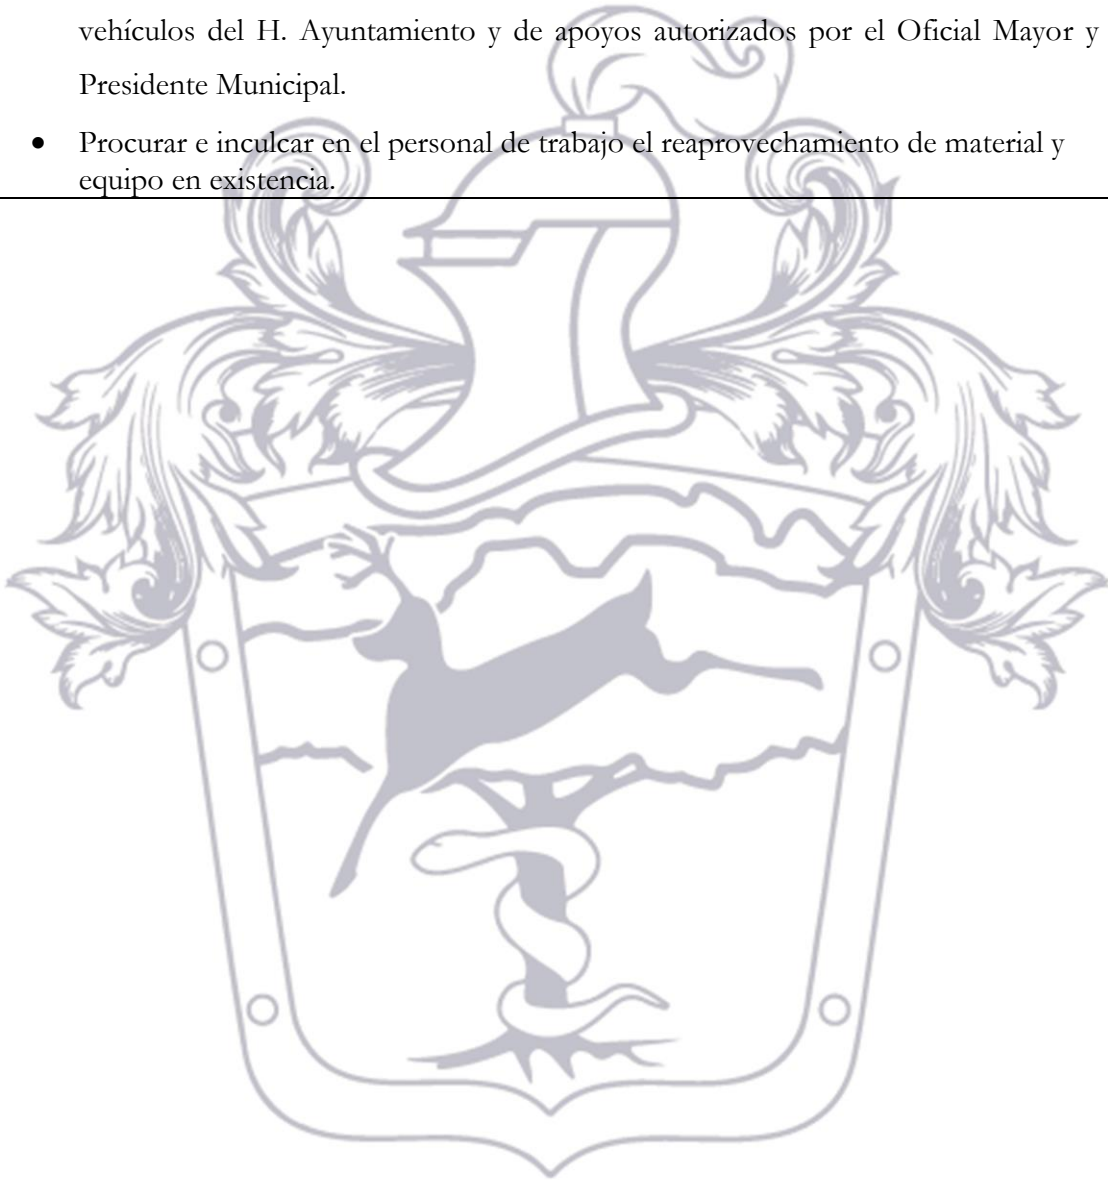 vehículos del H. Ayuntamiento y de apoyos autorizados por el Oficial Mayor y
Presidente Municipal.
• Procurar e inculcar en el personal de trabajo el reaprovechamiento de material y
equipo en existencia.